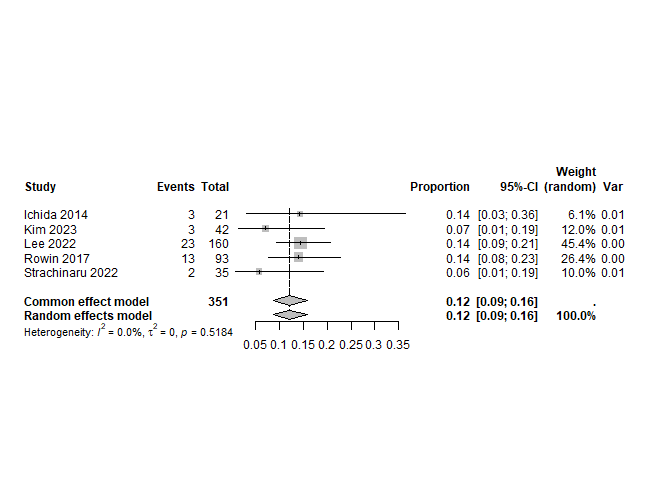 Weight
Study Events Total Proportion 95%-CI (random) Var
Ichida 2014 3 21 0.14 [0.03; 0.36] 6.1% 0.01
Kim 2023 3 42 0.07 [0.01; 0.19] 12.0% 0.01
Lee 2022 23 160 0.14 [0.09; 0.21] 45.4% 0.00
Rowin 2017 13 93 0.14 [0.08; 0.23] 26.4% 0.00
Strachinaru 2022 2 35 0.06 [0.01; 0.19] 10.0% 0.01
Common effect model 351 0.12 [0.09; 0.16] .
Random effects model 0.12 [0.09; 0.16] 100.0%
Heterogeneity: I² = 0.0%, τ² = 0, p = 0.5184
0.05 0.1 0.15 0.2 0.25 0.3 0.35